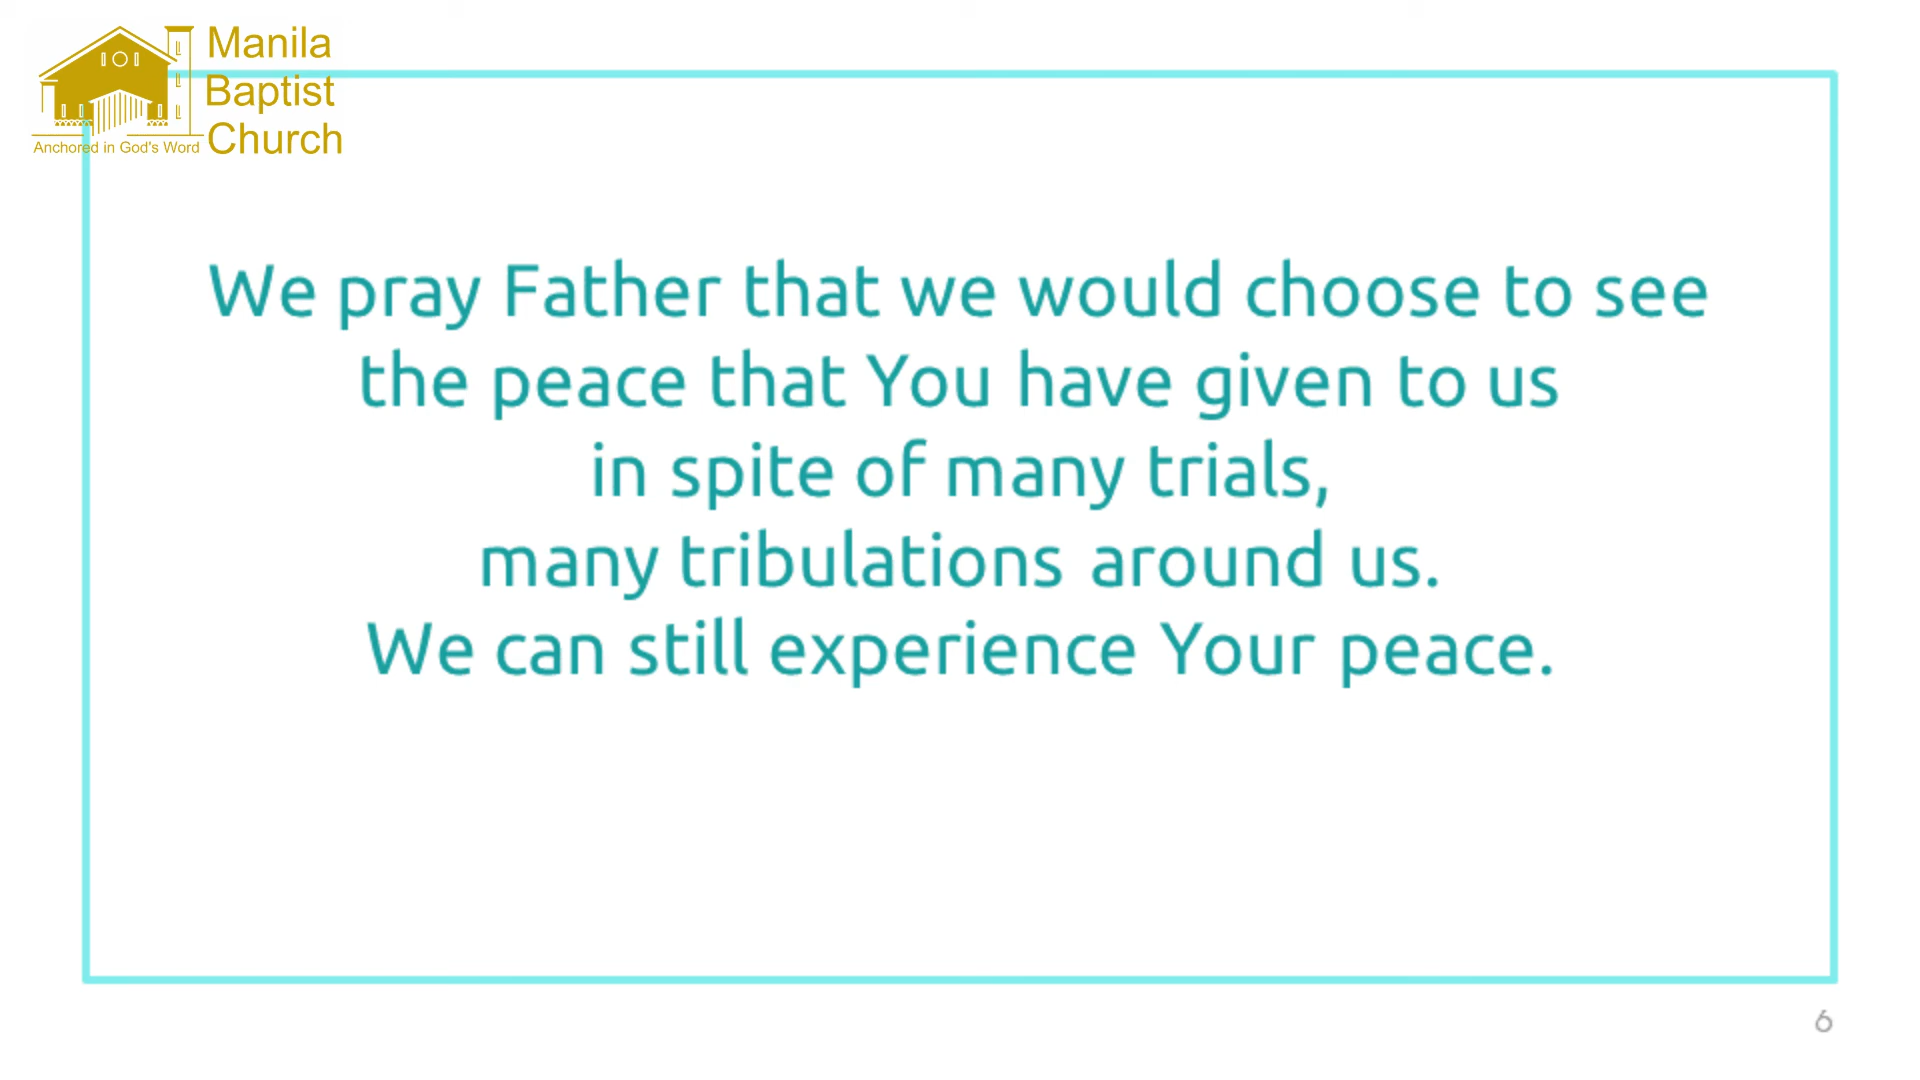 Manila
Baptist
Church
Anchored in God's Word
We pray Father that we would choose to see
the peace that You have given to us
in spite of many trials,
many tribulations around us.
We can still experience Your peace.
6